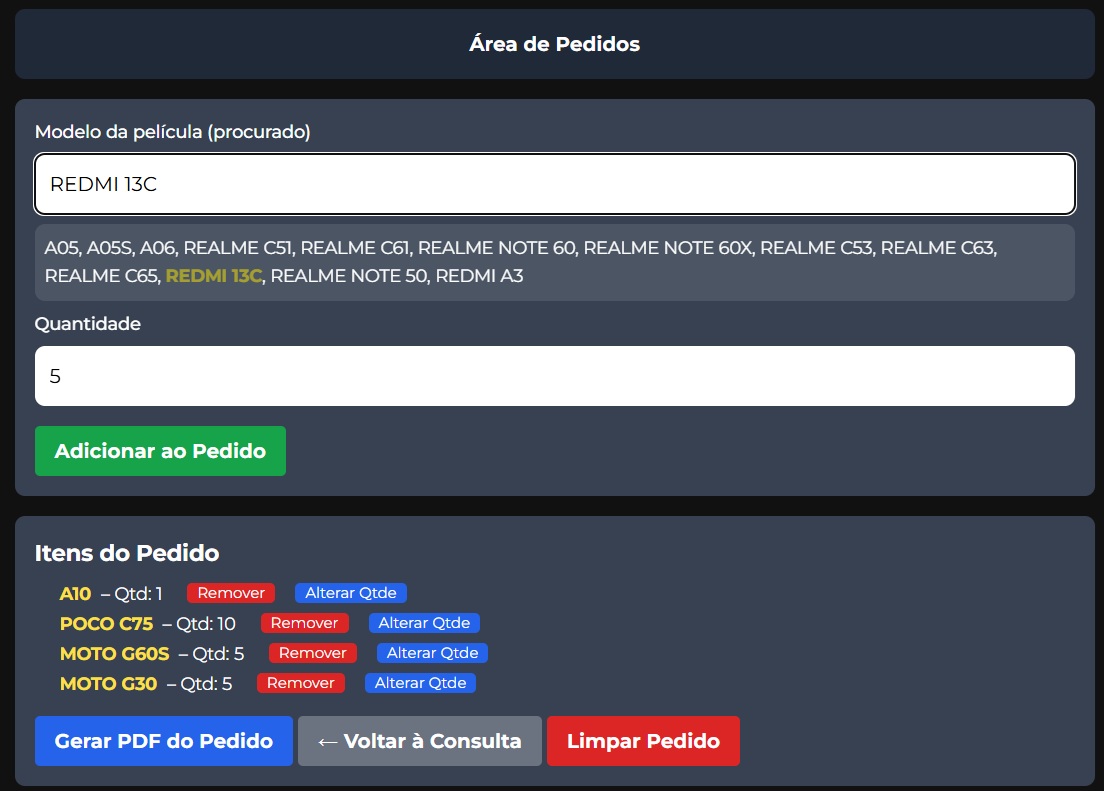 Área de Pedidos
Modelo da película (procurado)
REDMI 13C
A05, A05S, A06, REALME C51, REALME C61, REALME NOTE 60, REALME NOTE 60X, REALME C53, REALME C63,
REALME C65, REDMI 13C, REALME NOTE 50, REDMI A3
Quantidade
5
Adicionar ao Pedido
Itens do Pedido
A10 – Qtd: 1 Remover Alterar Qtde
POCO C75 – Qtd: 10 Remover Alterar Qtde
MOTO G60S – Qtd: 5 Remover Alterar Qtde
MOTO G30 – Qtd: 5 Remover Alterar Qtde
Gerar PDF do Pedido ← Voltar à Consulta Limpar Pedido